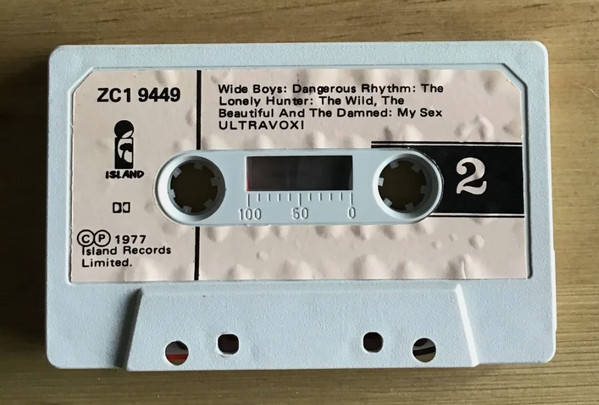 ZC1 9449
Wide Boys: Dangerous Rhythm: The
Lonely Hunter: The Wild, The
Beautiful And The Damned: My Sex
ULTRAVOX!
ISLAND
2
100 50 0
©℗ 1977
Island Records
Limited.